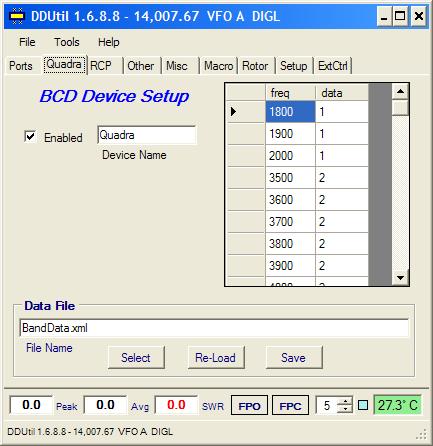 DDUtil 1.6.8.8 - 14,007.67 VFO A DIGL
File Tools Help
Ports Quadra RCP Other Misc Macro Rotor Setup ExtCtrl
BCD Device Setup
Enabled Quadra
Device Name
freq data
1800 1
1900 1
2000 1
3500 2
3600 2
3700 2
3800 2
3900 2
Data File
BandData.xml
File Name
Select Re-Load Save
0.0 Peak 0.0 Avg 0.0 SWR FPO FPC 5 27.3° C
DDUtil 1.6.8.8 - 14,007.67 VFO A DIGL